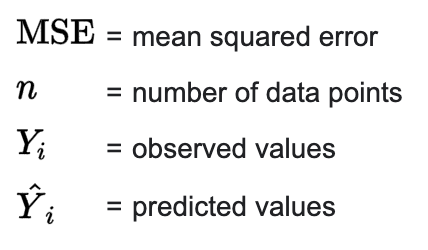 MSE = mean squared error
n = number of data points
Yᵢ = observed values
Ŷᵢ = predicted values